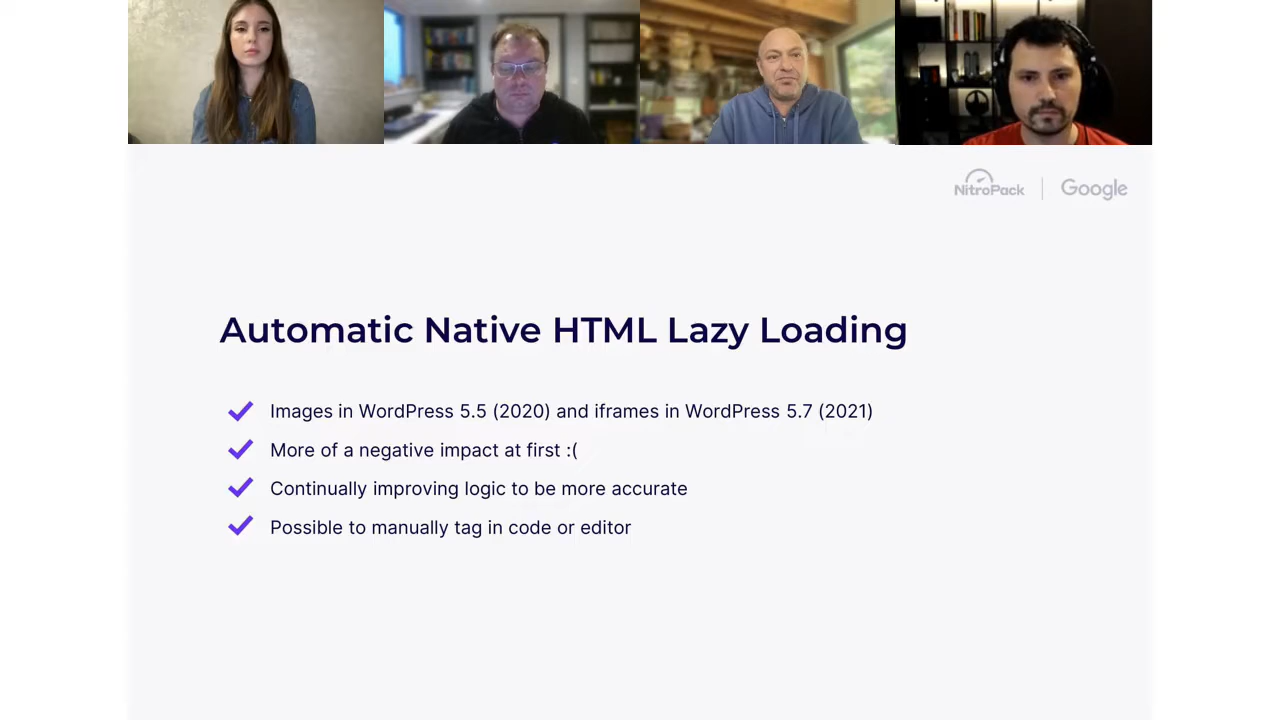 NitroPack | Google
Automatic Native HTML Lazy Loading
Images in WordPress 5.5 (2020) and iframes in WordPress 5.7 (2021)
More of a negative impact at first :(
Continually improving logic to be more accurate
Possible to manually tag in code or editor